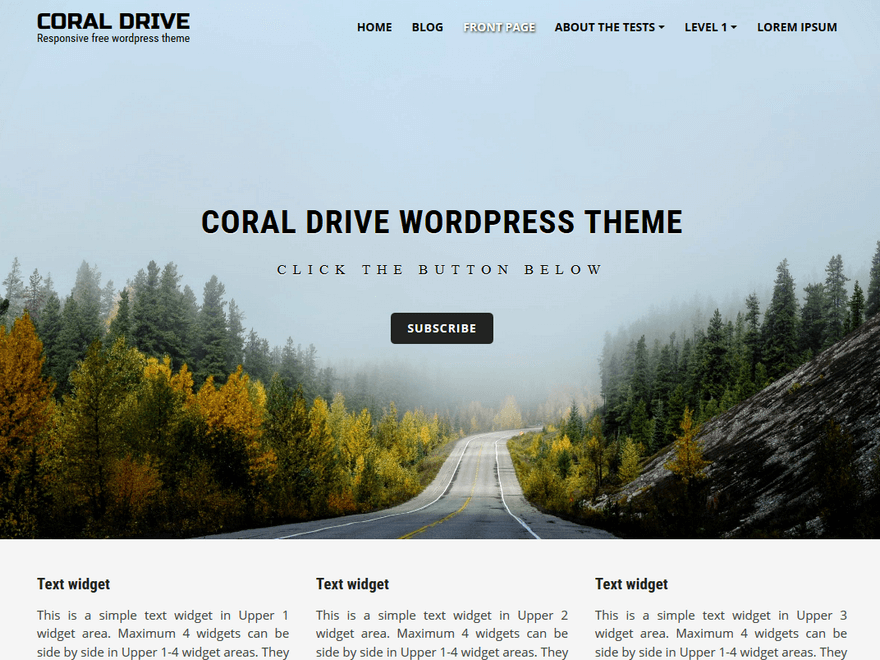 CORAL DRIVE
Responsive free wordpress theme
HOME BLOG FRONT PAGE ABOUT THE TESTS LEVEL 1 LOREM IPSUM
CORAL DRIVE WORDPRESS THEME
CLICK THE BUTTON BELOW
SUBSCRIBE
Text widget
This is a simple text widget in Upper 1
widget area. Maximum 4 widgets can be
side by side in Upper 1-4 widget areas. They
Text widget
This is a simple text widget in Upper 2
widget area. Maximum 4 widgets can be
side by side in Upper 1-4 widget areas. They
Text widget
This is a simple text widget in Upper 3
widget area. Maximum 4 widgets can be
side by side in Upper 1-4 widget areas. They